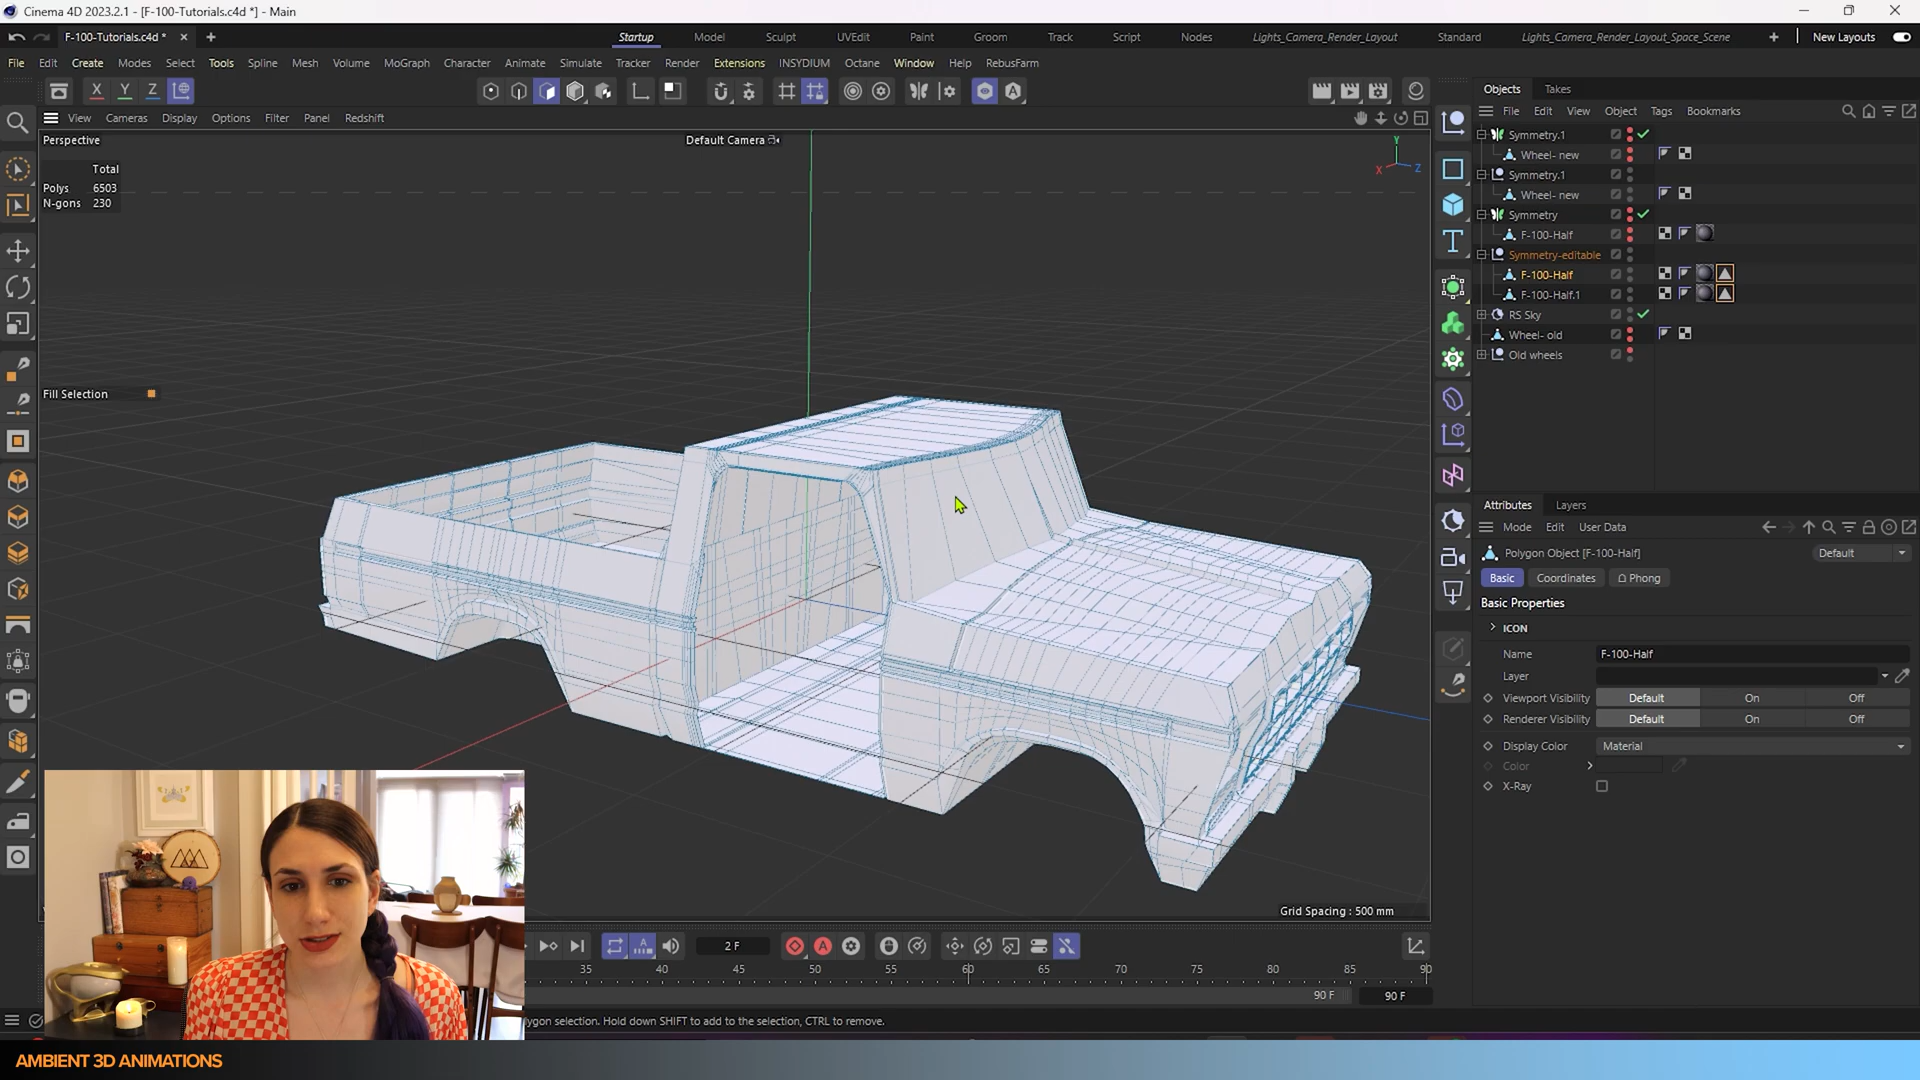 Cinema 4D 2023.2.1 - [F-100-Tutorials.c4d *] - Main
F-100-Tutorials.c4d *
Startup
Model
Sculpt
UVEdit
Paint
Groom
Track
Script
Nodes
Lights_Camera_Render_Layout
Standard
Lights_Camera_Render_Layout_Space_Scene
New Layouts
File
Edit
Create
Modes
Select
Tools
Spline
Mesh
Volume
MoGraph
Character
Animate
Simulate
Tracker
Render
Extensions
INSYDIUM
Octane
Window
Help
RebusFarm
X
Y
Z
Objects
Takes
View
Cameras
Display
Options
Filter
Panel
Redshift
File
Edit
View
Object
Tags
Bookmarks
Perspective
Default Camera
Y
X
Z
Total
Polys 6503
N-gons 230
Fill Selection
Symmetry.1
Wheel- new
Symmetry.1
Wheel- new
Symmetry
F-100-Half
Symmetry-editable
F-100-Half
F-100-Half.1
RS Sky
Wheel- old
Old wheels
Attributes
Layers
Mode
Edit
User Data
Polygon Object [F-100-Half]
Default
Basic
Coordinates
Phong
Basic Properties
ICON
Name
F-100-Half
Layer
Viewport Visibility
Default
On
Off
Renderer Visibility
Default
On
Off
Display Color
Material
Color
X-Ray
Grid Spacing : 500 mm
2 F
35
40
45
50
55
60
65
70
75
80
85
90
90 F
90 F
ygon selection. Hold down SHIFT to add to the selection, CTRL to remove.
AMBIENT 3D ANIMATIONS